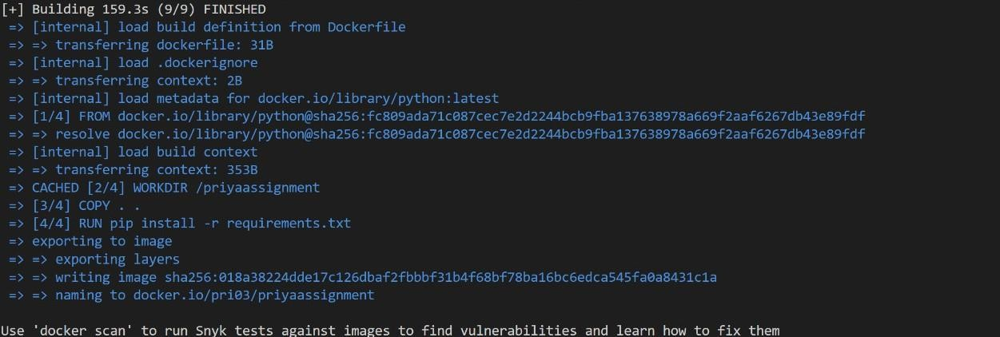 [+] Building 159.3s (9/9) FINISHED
=> [internal] load build definition from Dockerfile
=> => transferring dockerfile: 31B
=> [internal] load .dockerignore
=> => transferring context: 2B
=> [internal] load metadata for docker.io/library/python:latest
=> [1/4] FROM docker.io/library/python@sha256:fc809ada71c087cec7e2d2244bcb9fba137638978a669f2aaf6267db43e89fdf
=> => resolve docker.io/library/python@sha256:fc809ada71c087cec7e2d2244bcb9fba137638978a669f2aaf6267db43e89fdf
=> [internal] load build context
=> => transferring context: 353B
=> CACHED [2/4] WORKDIR /priyaassignment
=> [3/4] COPY . .
=> [4/4] RUN pip install -r requirements.txt
=> exporting to image
=> => exporting layers
=> => writing image sha256:018a38224dde17c126dbaf2fbbbf31b4f68bf78ba16bc6edca545fa0a8431c1a
=> => naming to docker.io/pri03/priyaassignment
Use 'docker scan' to run Snyk tests against images to find vulnerabilities and learn how to fix them